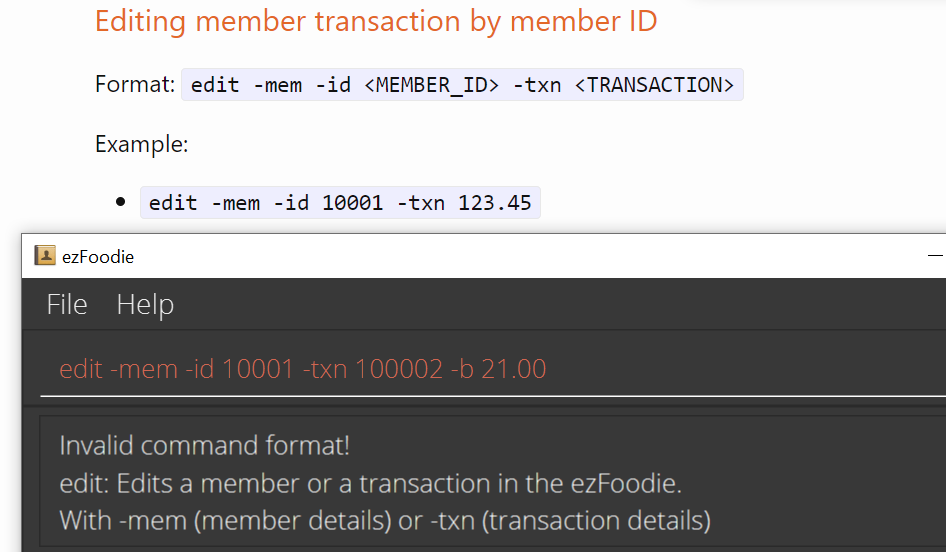 Editing member transaction by member ID
Format: edit -mem -id <MEMBER_ID> -txn <TRANSACTION>
Example:
edit -mem -id 10001 -txn 123.45
ezFoodie
File Help
edit -mem -id 10001 -txn 100002 -b 21.00
Invalid command format!
edit: Edits a member or a transaction in the ezFoodie.
With -mem (member details) or -txn (transaction details)